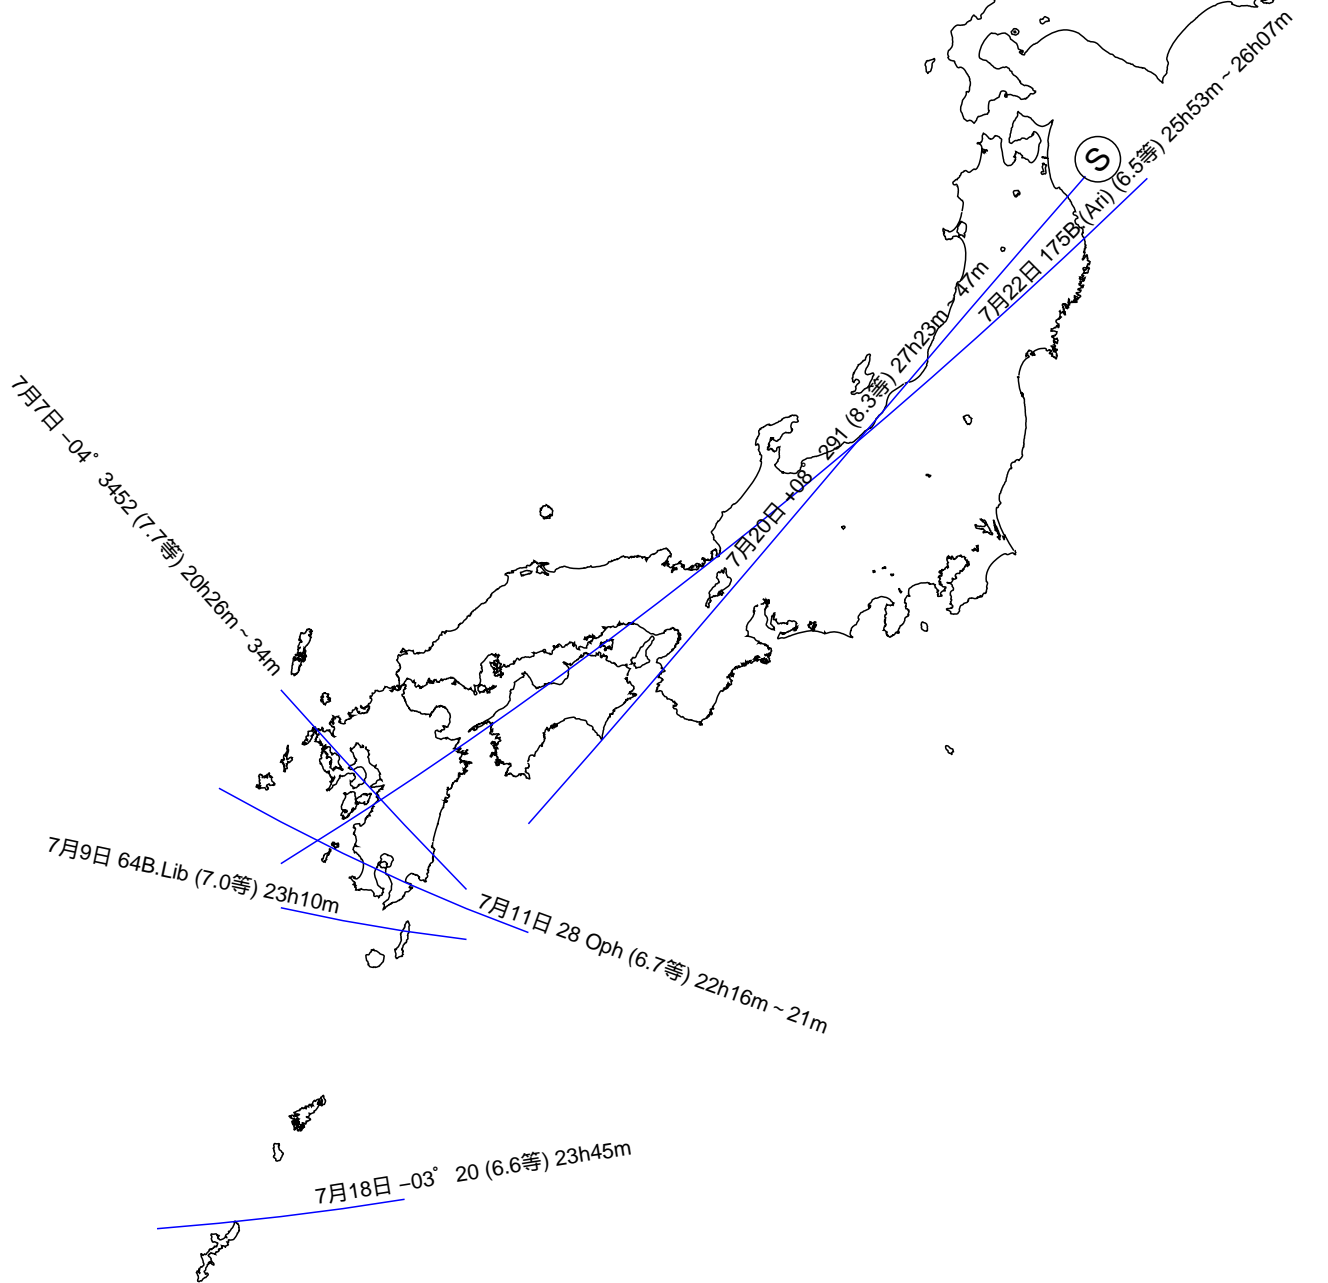 S
7月22日 175B(Ari) (6.5等) 25h53m ~ 26h07m
7月20日 +08° 291 (8.3等) 27h23m ~ 47m
7月7日 −04° 3452 (7.7等) 20h26m ~ 34m
7月9日 64B.Lib (7.0等) 23h10m
7月11日 28 Oph (6.7等) 22h16m ~ 21m
7月18日 −03° 20 (6.6等) 23h45m